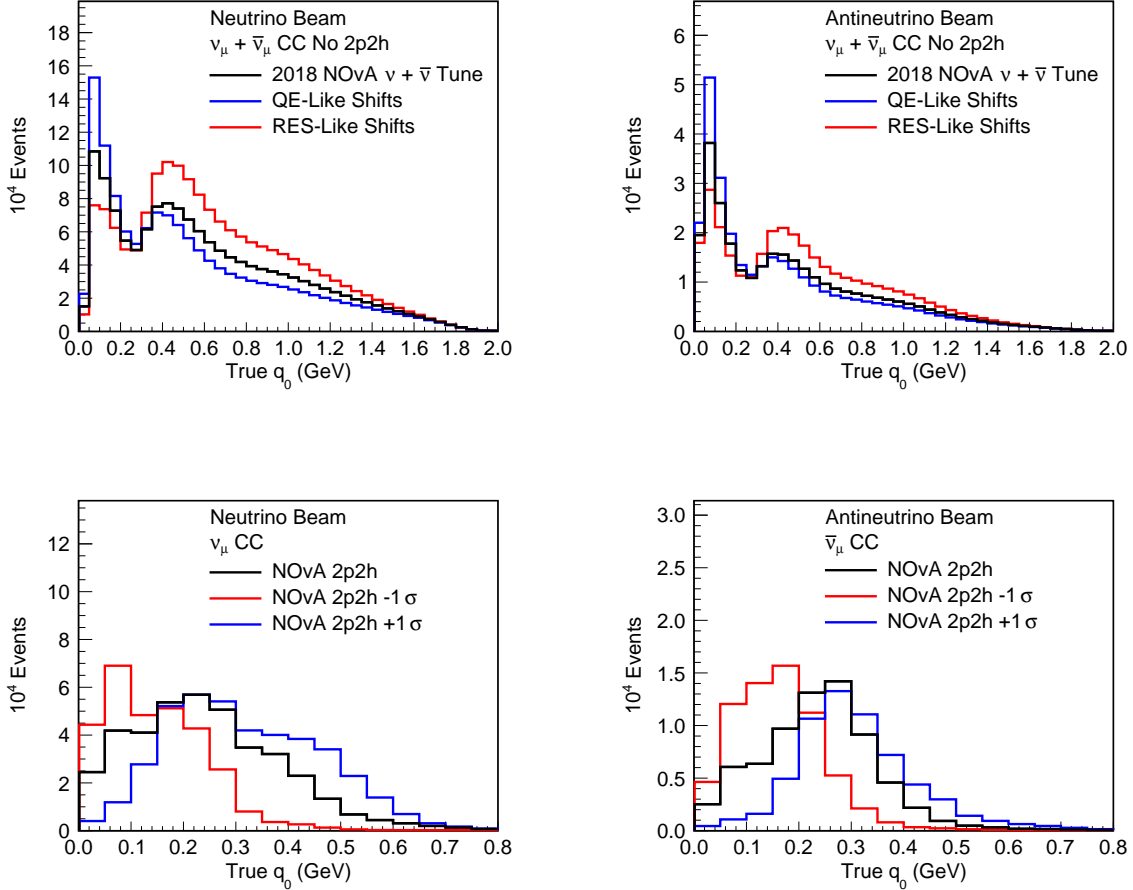 Neutrino Beam
νμ + ν̄μ CC No 2p2h
2018 NOvA ν + ν̄ Tune
QE-Like Shifts
RES-Like Shifts
10⁴ Events
18
16
14
12
10
8
6
4
2
0
0 0.2 0.4 0.6 0.8 1.0 1.2 1.4 1.6 2.0
True q₀ (GeV)
Antineutrino Beam
νμ + ν̄μ CC No 2p2h
2018 NOvA ν + ν̄ Tune
QE-Like Shifts
RES-Like Shifts
10⁴ Events
6
5
4
3
2
1
0
0 0.2 0.4 0.6 0.8 1.0 1.2 1.4 1.6 2.0
True q₀ (GeV)
Neutrino Beam
νμ CC
NOvA 2p2h
NOvA 2p2h -1 σ
NOvA 2p2h +1 σ
10⁴ Events
12
10
8
6
4
2
0
0.0 0.1 0.2 0.3 0.4 0.5 0.6 0.7 0.8
True q₀ (GeV)
Antineutrino Beam
ν̄μ CC
NOvA 2p2h
NOvA 2p2h -1 σ
NOvA 2p2h +1 σ
10⁴ Events
3.0
2.5
2.0
1.5
1.0
0.5
0.0
0.0 0.1 0.2 0.3 0.4 0.5 0.6 0.7 0.8
True q₀ (GeV)